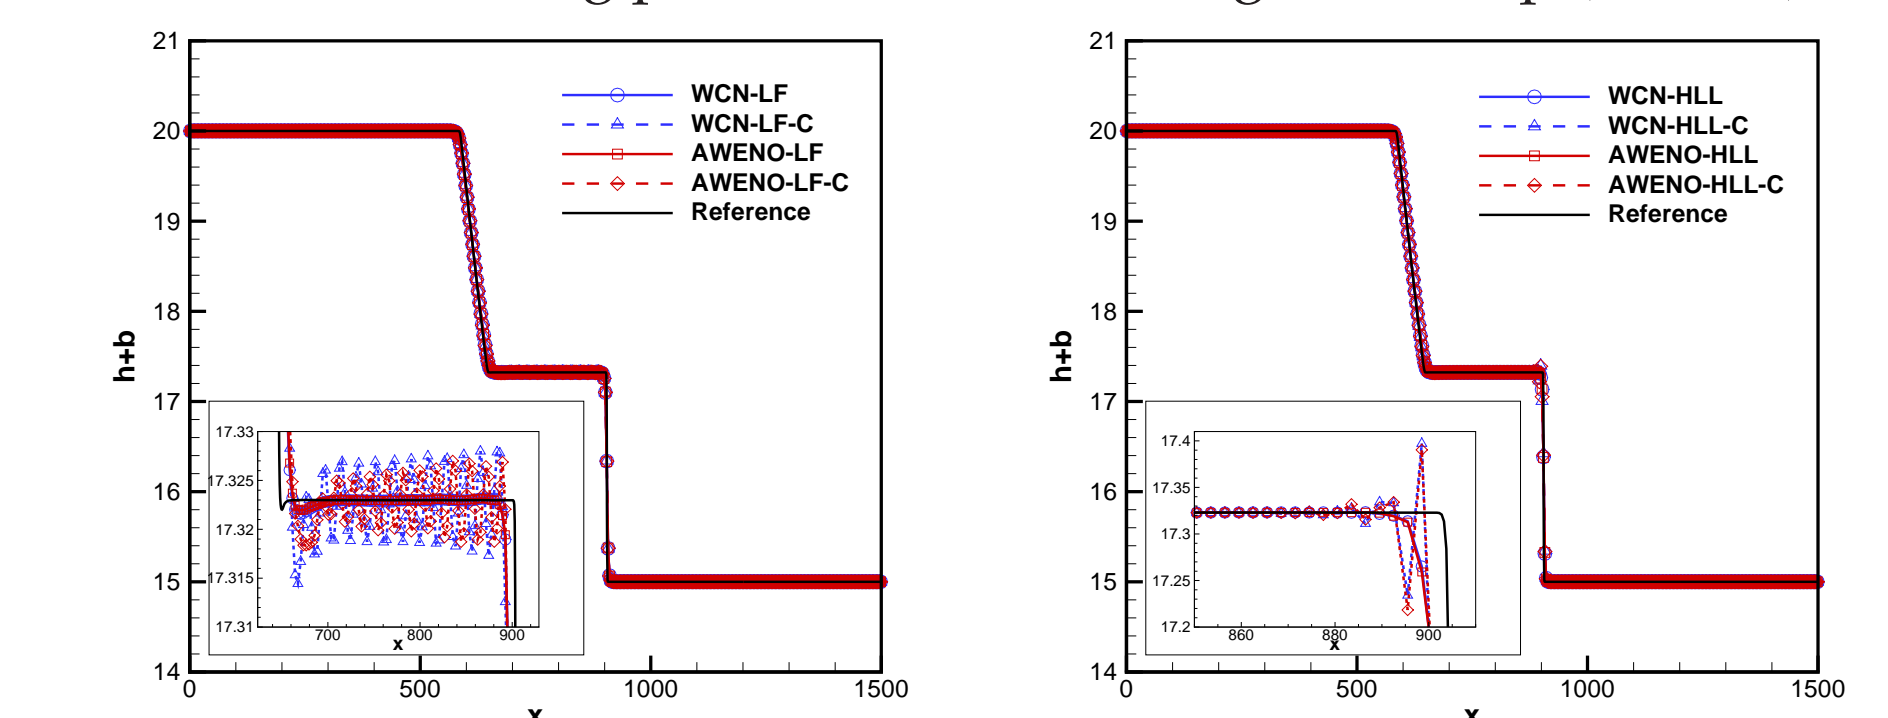 21
20
19
18
17
16
15
14
h+b
0
500
1000
1500
x
WCN-LF
WCN-LF-C
AWENO-LF
AWENO-LF-C
Reference
17.33
17.325
17.32
17.315
17.31
700
800
900
x
21
20
19
18
17
16
15
14
h+b
0
500
1000
1500
x
WCN-HLL
WCN-HLL-C
AWENO-HLL
AWENO-HLL-C
Reference
17.4
17.35
17.3
17.25
17.2
860
880
900
x